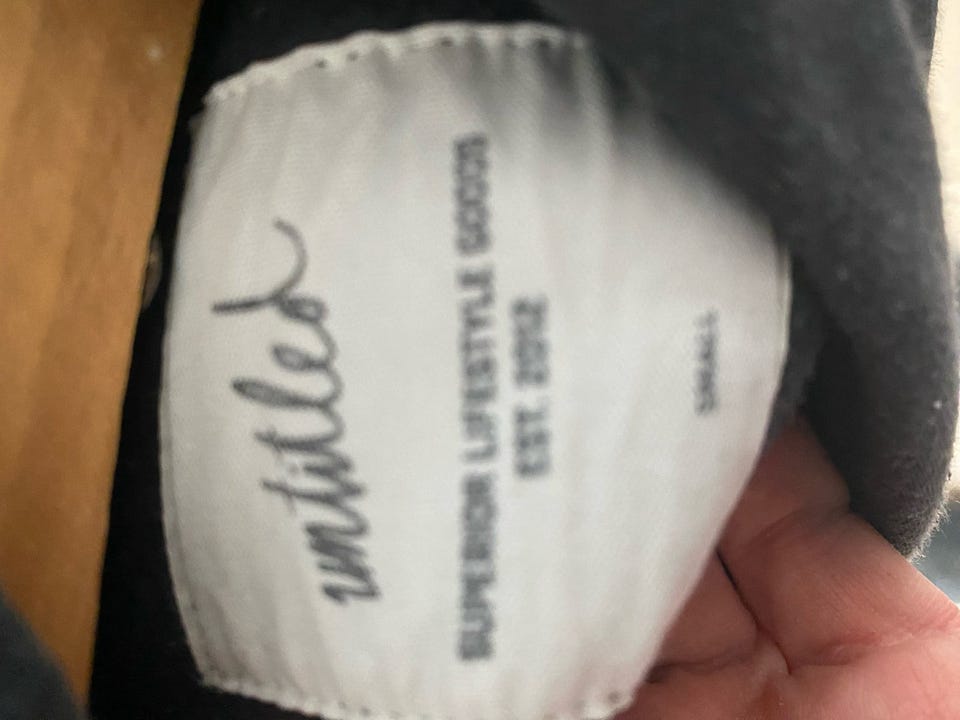 untitled
SUPERIOR LIFESTYLE GOODS
EST. 2012
SMALL